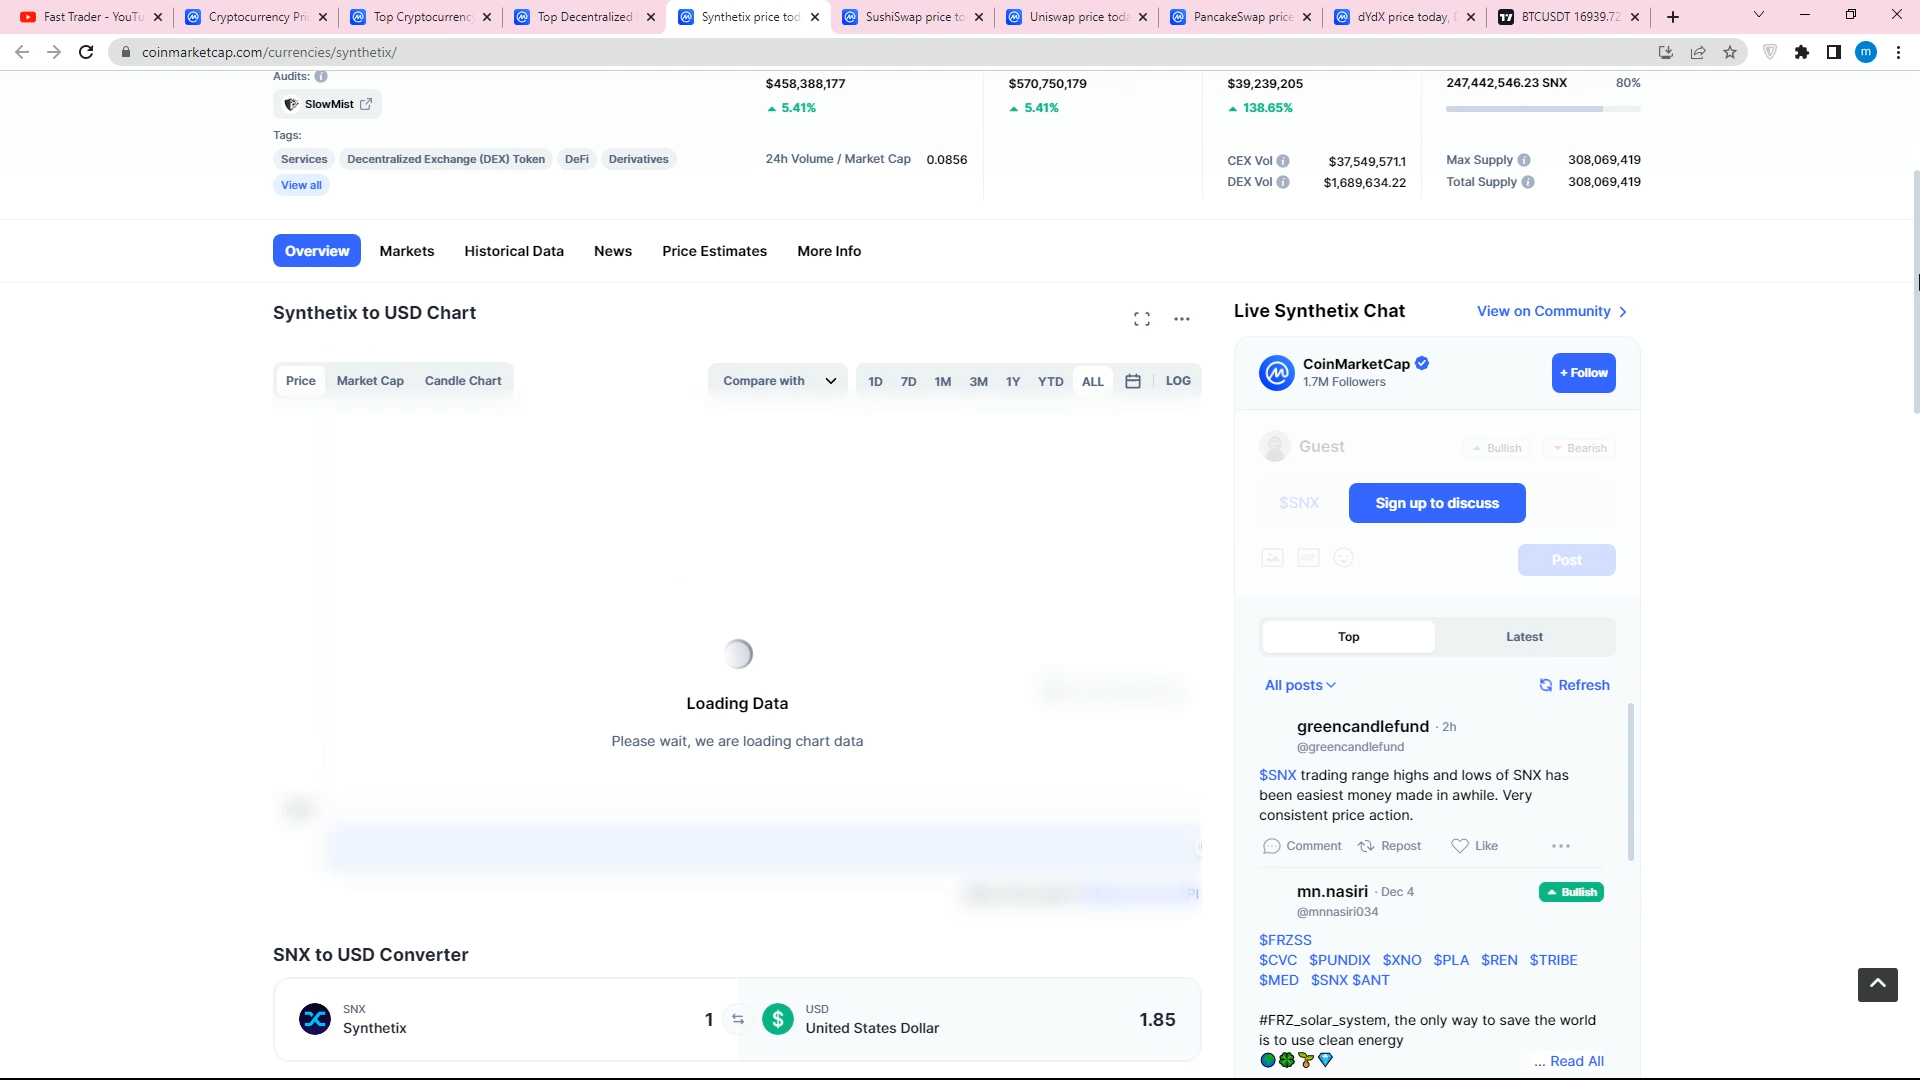 Fast Trader - YouTu
Cryptocurrency Pri
Top Cryptocurrenc
Top Decentralized
Synthetix price tod
SushiSwap price to
Uniswap price toda
PancakeSwap price
dYdX price today,
BTCUSDT 16939.72
coinmarketcap.com/currencies/synthetix/
m
Audits:
$458,388,177
$570,750,179
$39,239,205
247,442,546.23 SNX
80%
SlowMist
5.41%
5.41%
138.65%
Tags:
Services
Decentralized Exchange (DEX) Token
DeFi
Derivatives
24h Volume / Market Cap
0.0856
CEX Vol
$37,549,571.1
Max Supply
308,069,419
View all
DEX Vol
$1,689,634.22
Total Supply
308,069,419
Overview
Markets
Historical Data
News
Price Estimates
More Info
Synthetix to USD Chart
Live Synthetix Chat
View on Community
Price
Market Cap
Candle Chart
Compare with
1D
7D
1M
3M
1Y
YTD
ALL
LOG
CoinMarketCap
1.7M Followers
+ Follow
Guest
Bullish
Bearish
$SNX
Sign up to discuss
GIF
Post
Top
Latest
All posts
Refresh
Loading Data
Please wait, we are loading chart data
greencandlefund · 2h
@greencandlefund
$SNX trading range highs and lows of SNX has
been easiest money made in awhile. Very
consistent price action.
Comment
Repost
Like
mn.nasiri · Dec 4
Bullish
@mnnasiri034
$FRZSS
$CVC $PUNDIX $XNO $PLA $REN $TRIBE
$MED $SNX $ANT
#FRZ_solar_system, the only way to save the world
is to use clean energy
... Read All
SNX to USD Converter
SNX
Synthetix
1
USD
United States Dollar
1.85